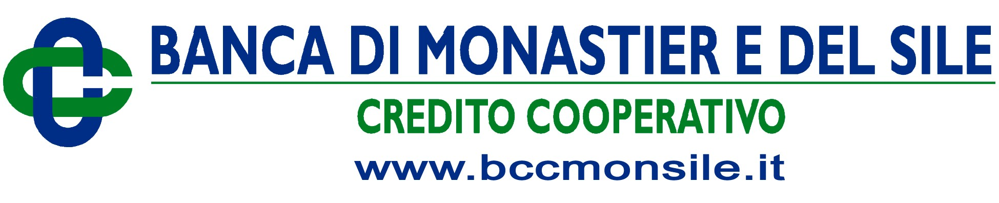 BANCA DI MONASTIER E DEL SILE
CREDITO COOPERATIVO
www.bccmonsile.it